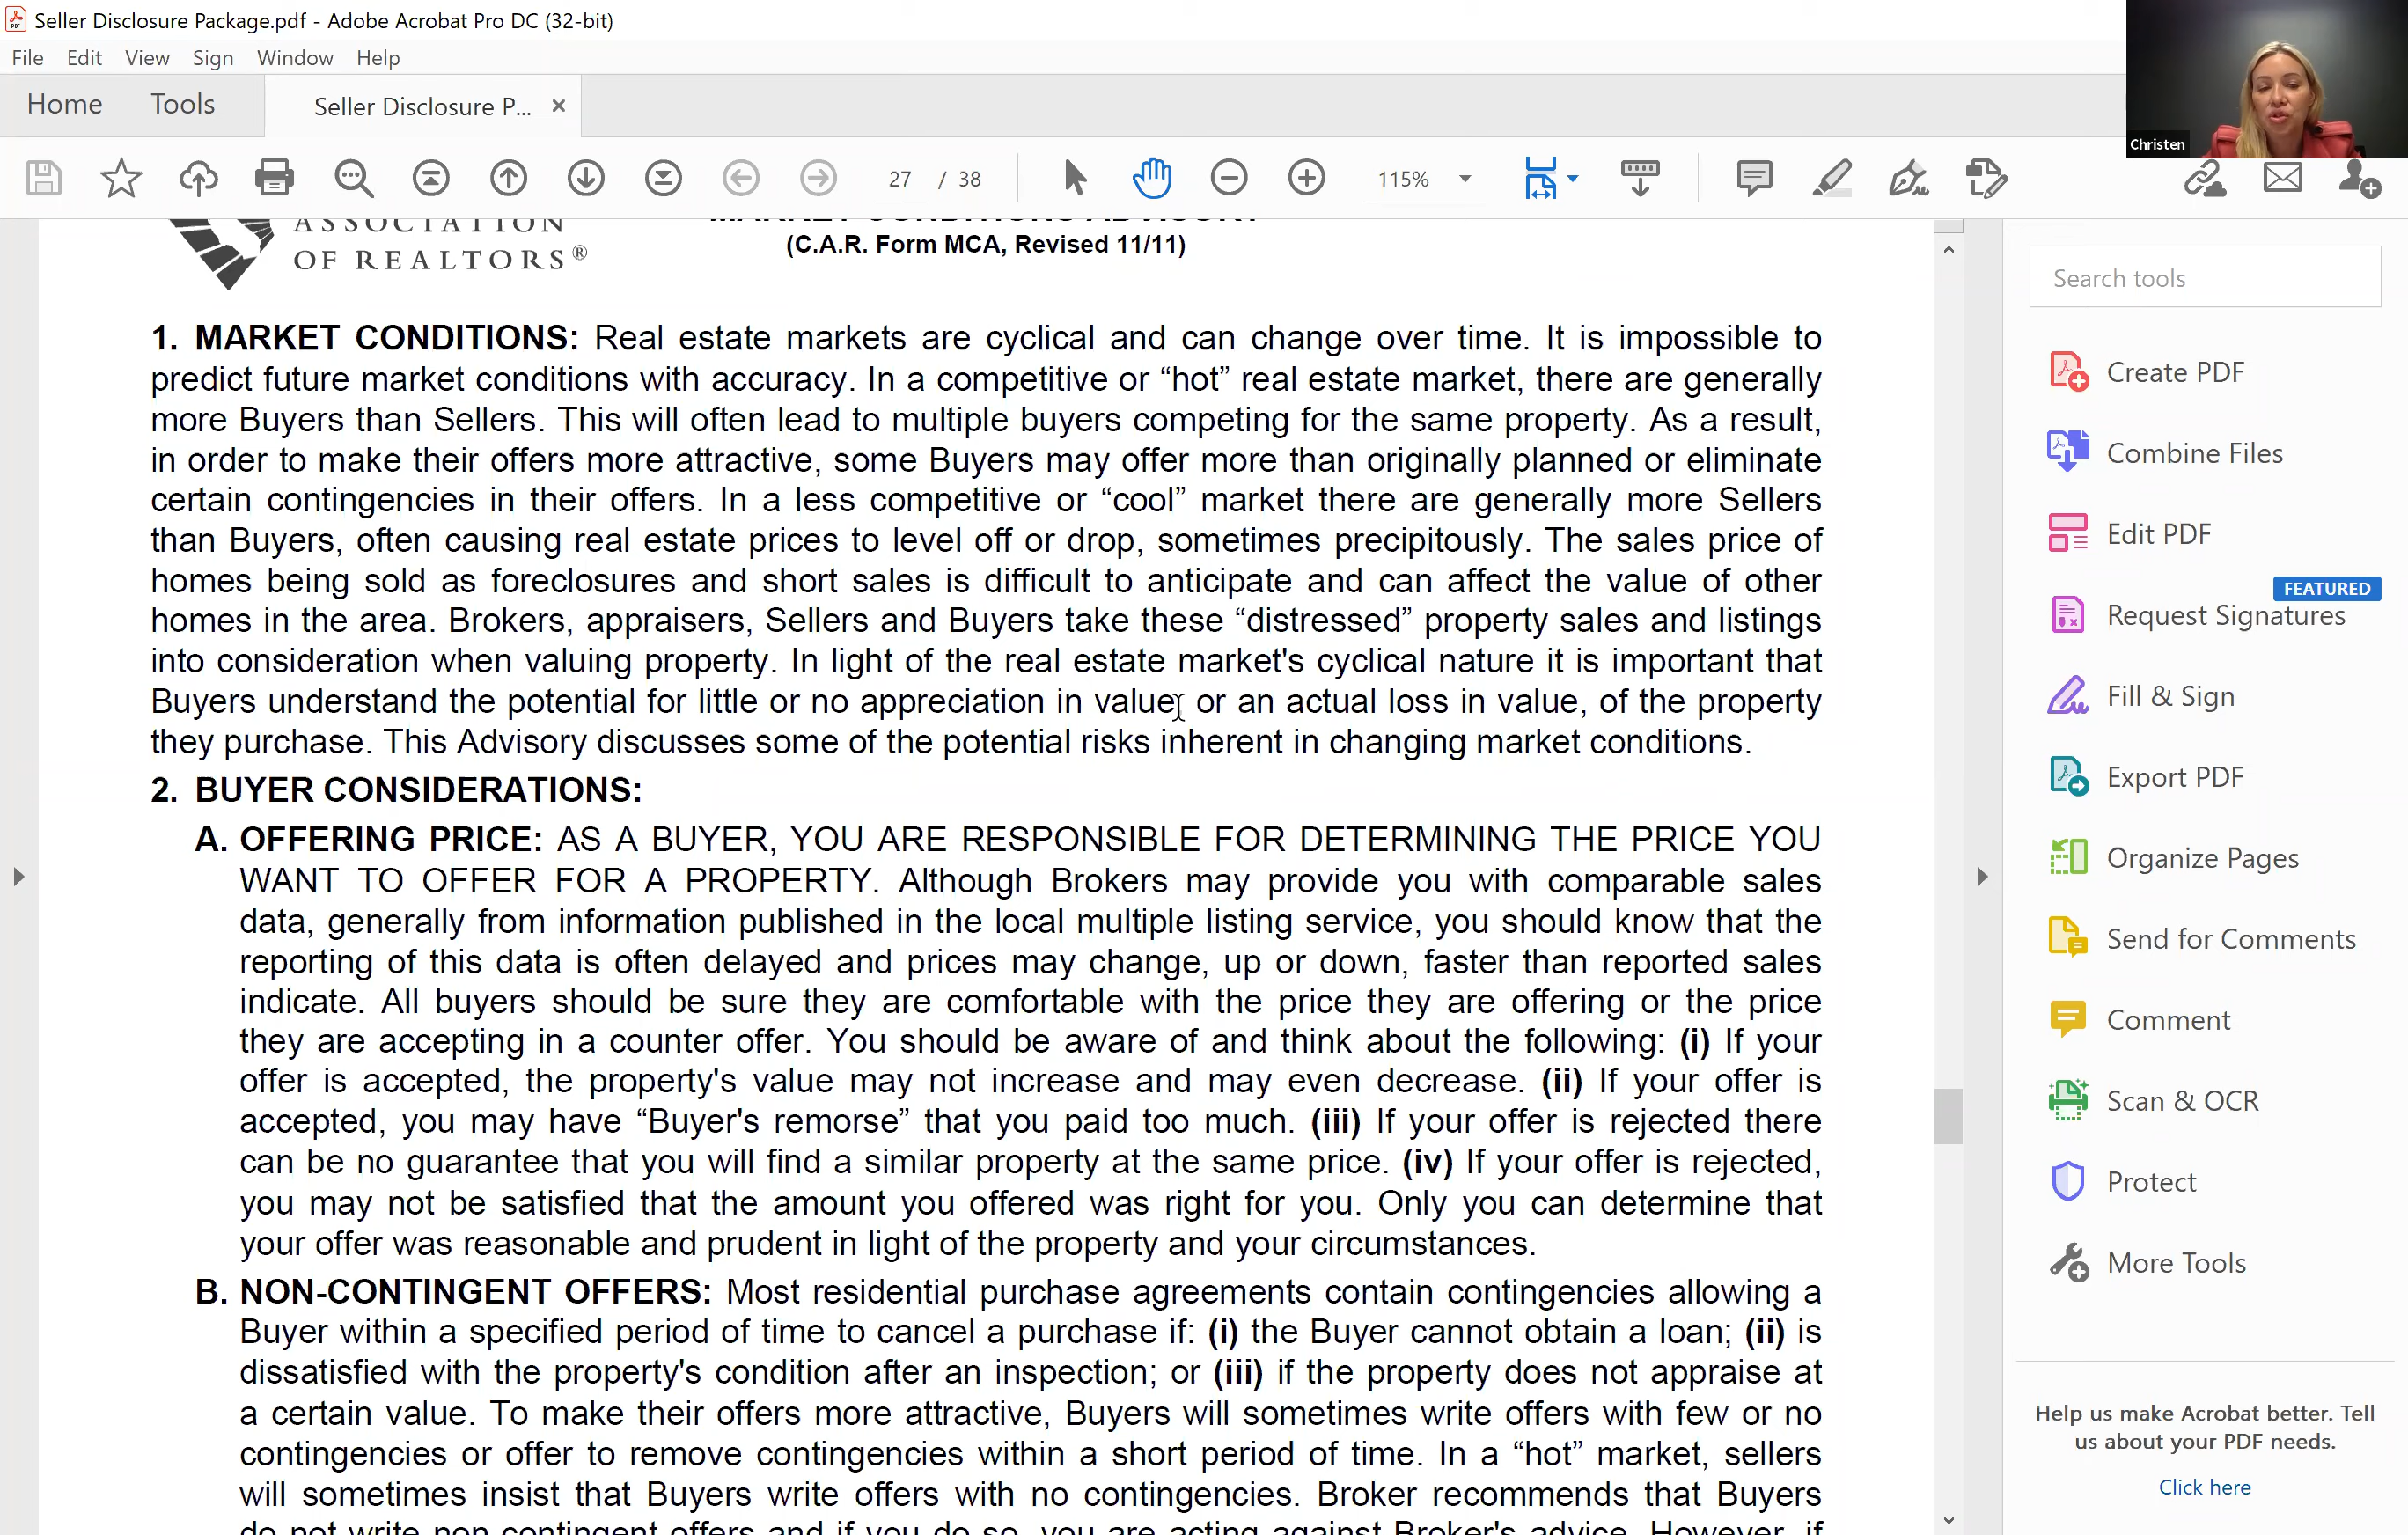 Seller Disclosure Package.pdf - Adobe Acrobat Pro DC (32-bit)
File Edit View Sign Window Help
Home Tools Seller Disclosure P... ×
27 / 38 115%
Christen
ASSOCIATION
OF REALTORS®
MARKET CONDITIONS ADVISORY
(C.A.R. Form MCA, Revised 11/11)
1. MARKET CONDITIONS: Real estate markets are cyclical and can change over time. It is impossible to
predict future market conditions with accuracy. In a competitive or “hot” real estate market, there are generally
more Buyers than Sellers. This will often lead to multiple buyers competing for the same property. As a result,
in order to make their offers more attractive, some Buyers may offer more than originally planned or eliminate
certain contingencies in their offers. In a less competitive or “cool” market there are generally more Sellers
than Buyers, often causing real estate prices to level off or drop, sometimes precipitously. The sales price of
homes being sold as foreclosures and short sales is difficult to anticipate and can affect the value of other
homes in the area. Brokers, appraisers, Sellers and Buyers take these “distressed” property sales and listings
into consideration when valuing property. In light of the real estate market's cyclical nature it is important that
Buyers understand the potential for little or no appreciation in value, or an actual loss in value, of the property
they purchase. This Advisory discusses some of the potential risks inherent in changing market conditions.
2. BUYER CONSIDERATIONS:
A. OFFERING PRICE: AS A BUYER, YOU ARE RESPONSIBLE FOR DETERMINING THE PRICE YOU
WANT TO OFFER FOR A PROPERTY. Although Brokers may provide you with comparable sales
data, generally from information published in the local multiple listing service, you should know that the
reporting of this data is often delayed and prices may change, up or down, faster than reported sales
indicate. All buyers should be sure they are comfortable with the price they are offering or the price
they are accepting in a counter offer. You should be aware of and think about the following: (i) If your
offer is accepted, the property's value may not increase and may even decrease. (ii) If your offer is
accepted, you may have “Buyer's remorse” that you paid too much. (iii) If your offer is rejected there
can be no guarantee that you will find a similar property at the same price. (iv) If your offer is rejected,
you may not be satisfied that the amount you offered was right for you. Only you can determine that
your offer was reasonable and prudent in light of the property and your circumstances.
B. NON-CONTINGENT OFFERS: Most residential purchase agreements contain contingencies allowing a
Buyer within a specified period of time to cancel a purchase if: (i) the Buyer cannot obtain a loan; (ii) is
dissatisfied with the property's condition after an inspection; or (iii) if the property does not appraise at
a certain value. To make their offers more attractive, Buyers will sometimes write offers with few or no
contingencies or offer to remove contingencies within a short period of time. In a “hot” market, sellers
will sometimes insist that Buyers write offers with no contingencies. Broker recommends that Buyers
do not write non contingent offers and if you do so, you are acting against Broker's advice. However, if
Search tools
Create PDF
Combine Files
Edit PDF
FEATURED
Request Signatures
Fill & Sign
Export PDF
Organize Pages
Send for Comments
Comment
Scan & OCR
Protect
More Tools
Help us make Acrobat better. Tell
us about your PDF needs.
Click here